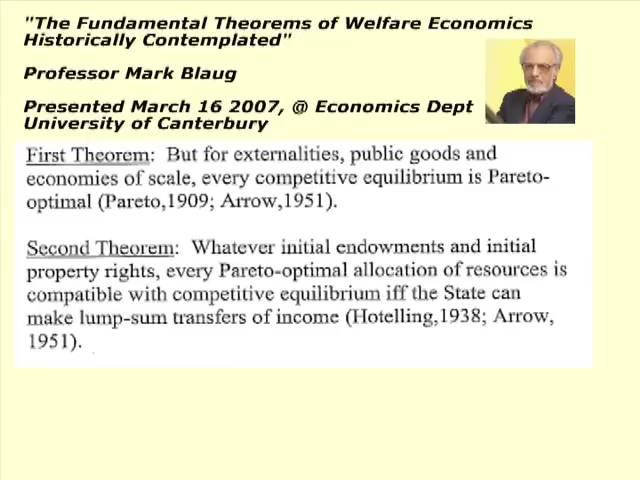 "The Fundamental Theorems of Welfare Economics
Historically Contemplated"
Professor Mark Blaug
Presented March 16 2007, @ Economics Dept
University of Canterbury
First Theorem: But for externalities, public goods and
economies of scale, every competitive equilibrium is Pareto-
optimal (Pareto,1909; Arrow,1951).
Second Theorem: Whatever initial endowments and initial
property rights, every Pareto-optimal allocation of resources is
compatible with competitive equilibrium iff the State can
make lump-sum transfers of income (Hotelling,1938; Arrow,
1951).